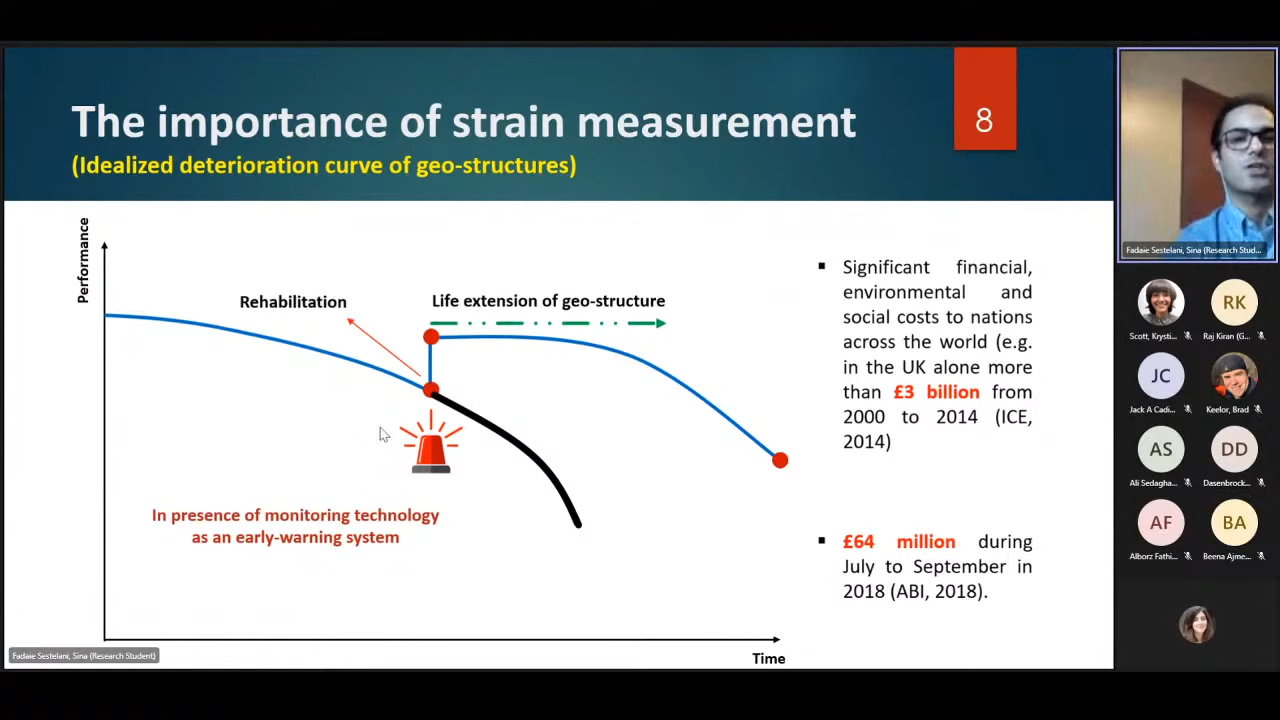 The importance of strain measurement
(Idealized deterioration curve of geo-structures)
8
Performance
Rehabilitation
Life extension of geo-structure
In presence of monitoring technology
as an early-warning system
Time
▪ Significant financial,
environmental and
social costs to nations
across the world (e.g.
in the UK alone more
than £3 billion from
2000 to 2014 (ICE,
2014)
▪ £64 million during
July to September in
2018 (ABI, 2018).
Fadaie Sestelani, Sina (Research Student)
Fadaie Sestelani, Sina (Research Stud...
Scott, Krysti...
RK
Raj Kiran (G...
JC
Jack A Cadi...
Keelor, Brad
AS
Ali Sedagha...
DD
Dasenbrock...
AF
Alborz Fathi...
BA
Beena Ajme...